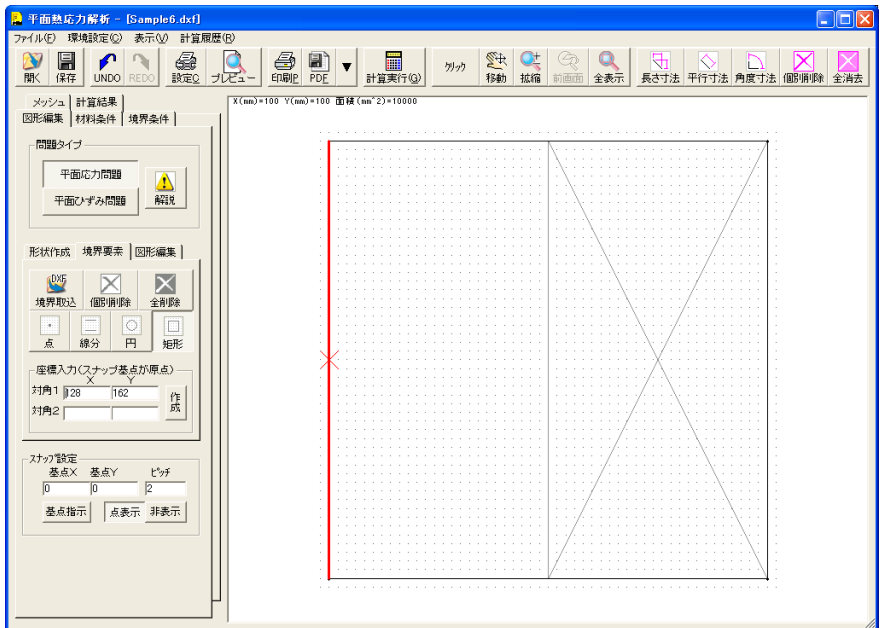 平面熱応力解析 - [Sample6.dxf]
ファイル(F) 環境設定(C) 表示(V) 計算履歴(R)
開く 保存 UNDO REDO 設定C プレビュー 印刷P PDF 計算実行(G) クリック 移動 拡縮 前画面 全表示 長さ寸法 平行寸法 角度寸法 個別削除 全消去
メッシュ 計算結果
図形編集 材料条件 境界条件
X(mm)=100 Y(mm)=100 面積(mm^2)=10000
問題タイプ
平面応力問題
平面ひずみ問題
解説
形状作成 境界要素 図形編集
DXF
境界取込 個別削除 全削除
点 線分 円 矩形
座標入力(スナップ基点が原点)
X Y
対角1 128 162
対角2
作成
スナップ設定
基点X 基点Y ピッチ
0 0 2
基点指示 点表示 非表示